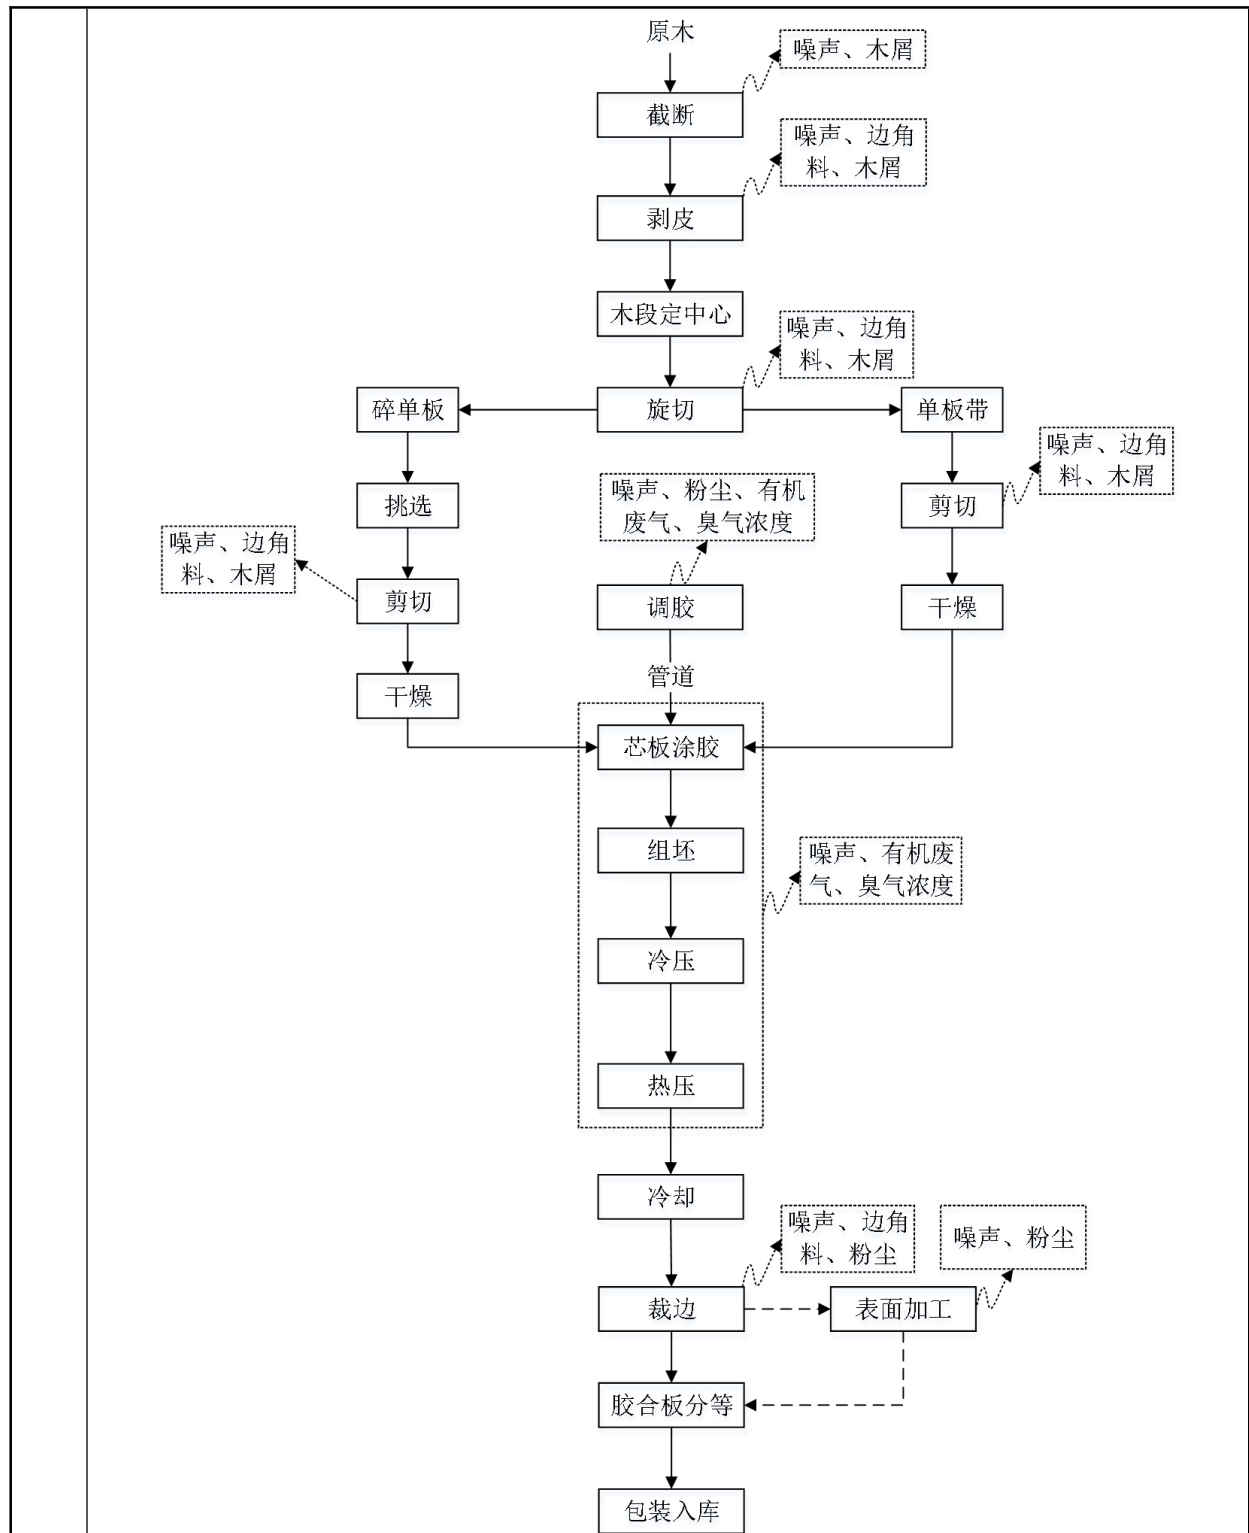 原木
噪声、木屑
截断
噪声、边角
料、木屑
剥皮
木段定中心
噪声、边角
料、木屑
碎单板
旋切
单板带
噪声、边角
料、木屑
噪声、粉尘、有机
废气、臭气浓度
挑选
剪切
噪声、边角
料、木屑
剪切
调胶
干燥
管道
干燥
芯板涂胶
组坯
噪声、有机废
气、臭气浓度
冷压
热压
冷却
噪声、边角
料、粉尘
噪声、粉尘
裁边
表面加工
胶合板分等
包装入库